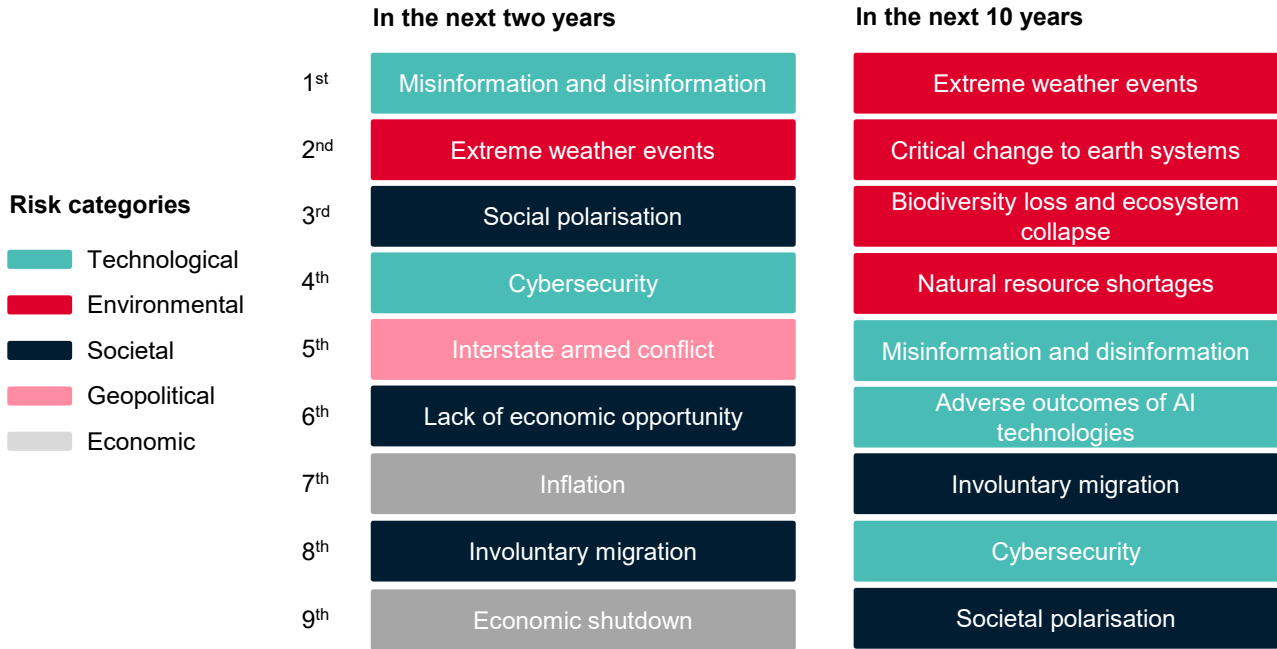 In the next two years
In the next 10 years
1st
Misinformation and disinformation
Extreme weather events
2nd
Extreme weather events
Critical change to earth systems
Risk categories
3rd
Social polarisation
Biodiversity loss and ecosystem
collapse
Technological
4th
Cybersecurity
Natural resource shortages
Environmental
Societal
5th
Interstate armed conflict
Misinformation and disinformation
Geopolitical
6th
Lack of economic opportunity
Adverse outcomes of AI
technologies
Economic
7th
Inflation
Involuntary migration
8th
Involuntary migration
Cybersecurity
9th
Economic shutdown
Societal polarisation